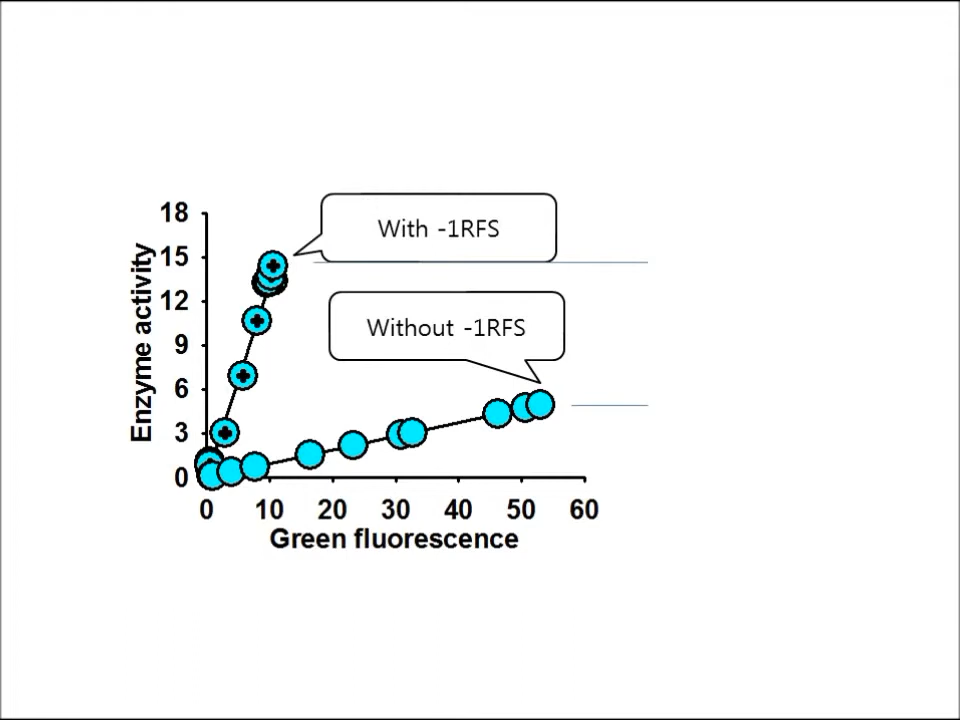 With -1RFS
Without -1RFS
Enzyme activity
18
15
12
9
6
3
0
0 10 20 30 40 50 60
Green fluorescence